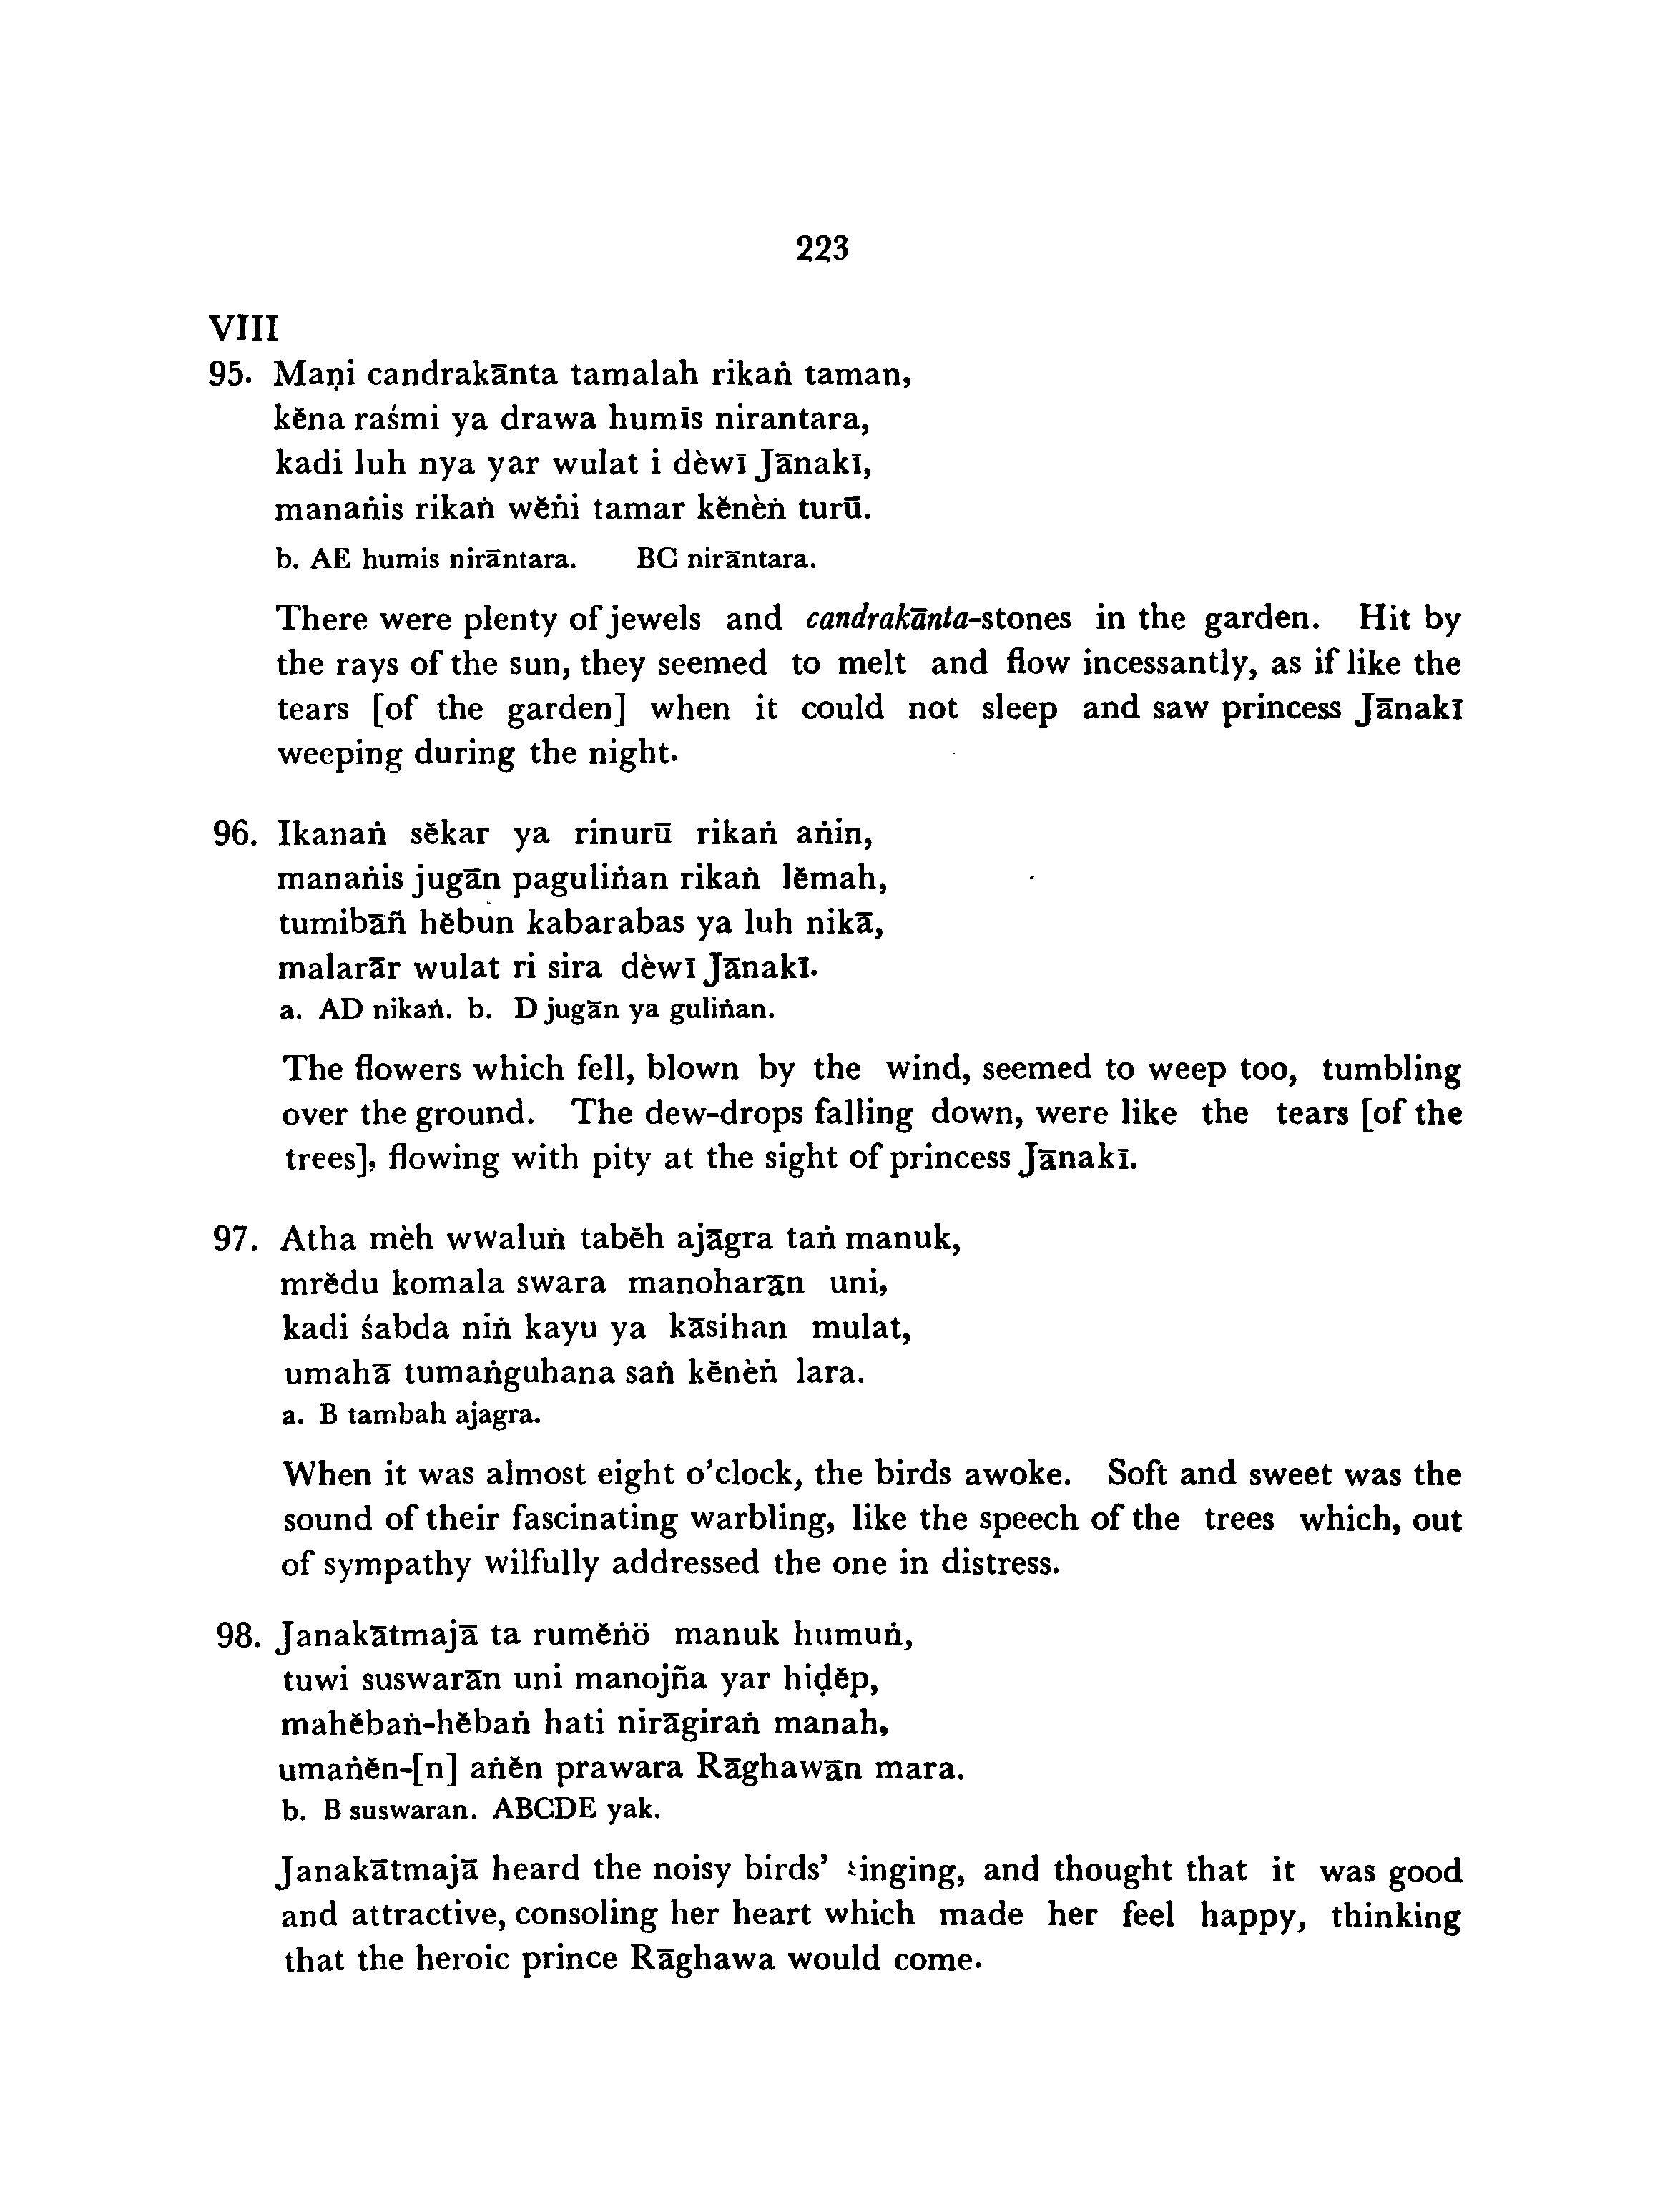 223
VIII
95. Maṇi candrakānta tamalah rikaṅ taman,
kĕna raśmi ya drawa humīs nirantara,
kadi luh nya yar wulat i dèwī Jānakī,
manaṅis rikaṅ wĕṅi tamar kĕnèṅ turū.
b. AE humis nirāntara. BC nirāntara.
There were plenty of jewels and candrakānta-stones in the garden. Hit by
the rays of the sun, they seemed to melt and flow incessantly, as if like the
tears [of the garden] when it could not sleep and saw princess Jānakī
weeping during the night.
96. Ikanaṅ sĕkar ya rinurū rikaṅ aṅin,
manaṅis jugān paguliṅan rikaṅ lĕmah,
tumibāñ hĕbun kabarabas ya luh nikā,
malarār wulat ri sira dèwī Jānakī.
a. AD nikaṅ. b. D jugān ya guliṅan.
The flowers which fell, blown by the wind, seemed to weep too, tumbling
over the ground. The dew-drops falling down, were like the tears [of the
trees], flowing with pity at the sight of princess Jānakī.
97. Atha mèh wwaluṅ tabĕh ajāgra taṅ manuk,
mrĕdu komala swara manoharān uni,
kadi śabda niṅ kayu ya kāsihan mulat,
umahā tumaṅguhana saṅ kĕnèṅ lara.
a. B tambah ajagra.
When it was almost eight o'clock, the birds awoke. Soft and sweet was the
sound of their fascinating warbling, like the speech of the trees which, out
of sympathy wilfully addressed the one in distress.
98. Janakātmajā ta rumĕṅö manuk humuṅ,
tuwi suswarān uni manojña yar hiḍĕp,
mahĕbaṅ-hĕbaṅ hati nirāgiraṅ manah,
umaṅĕn-[n] aṅĕn prawara Rāghawān mara.
b. B suswaran. ABCDE yak.
Janakātmajā heard the noisy birds' singing, and thought that it was good
and attractive, consoling her heart which made her feel happy, thinking
that the heroic prince Rāghawa would come.